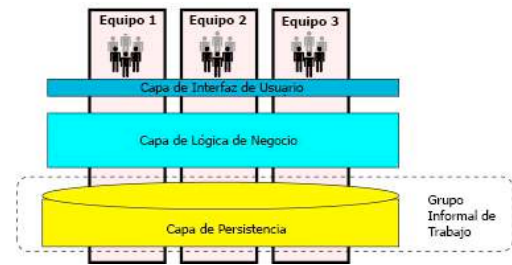 Equipo 1
Equipo 2
Equipo 3
Capa de Interfaz de Usuario
Capa de Lógica de Negocio
Capa de Persistencia
Grupo
Informal de
Trabajo